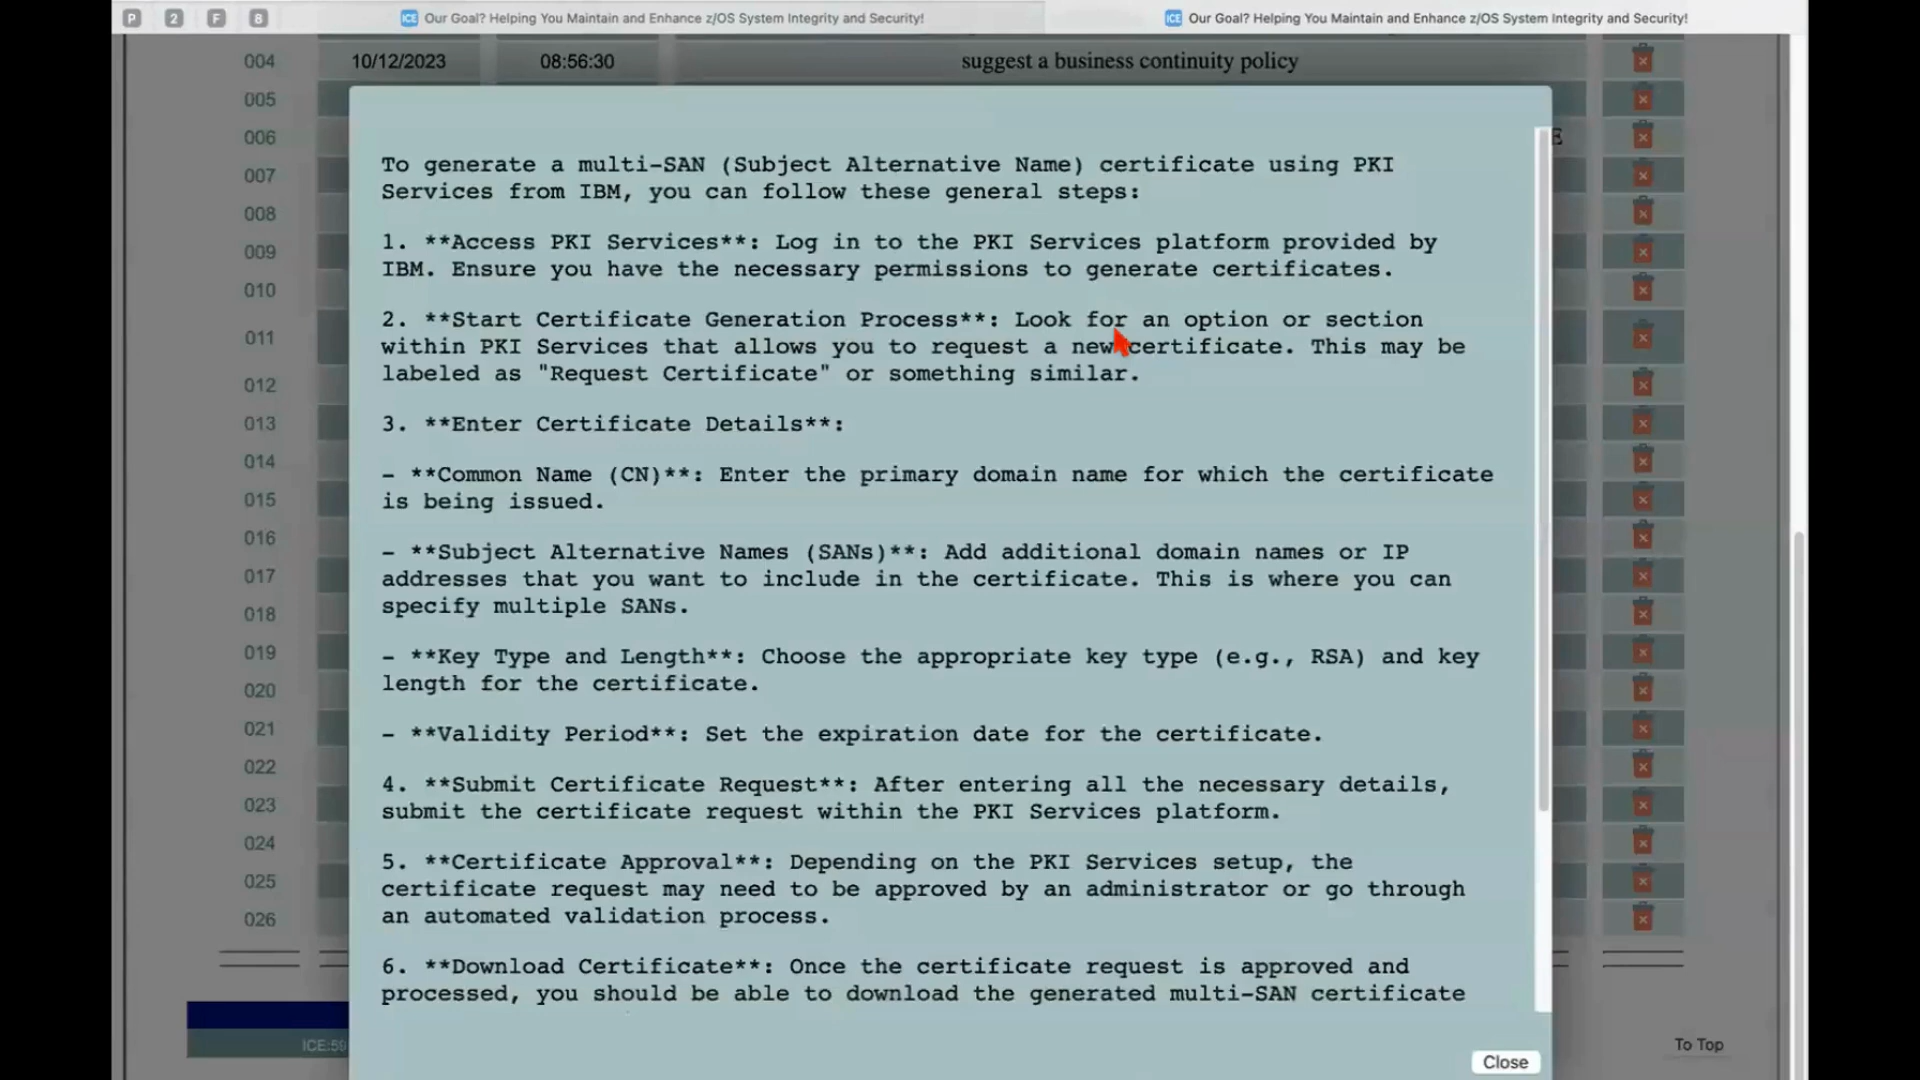 P 2 F 8 ICE Our Goal? Helping You Maintain and Enhance z/OS System Integrity and Security! ICE Our Goal? Helping You Maintain and Enhance z/OS System Integrity and Security!
004 10/12/2023 08:56:30 suggest a business continuity policy
005
006 E
007
008
009
010
011
012
013
014
015
016
017
018
019
020
021
022
023
024
025
026
To generate a multi-SAN (Subject Alternative Name) certificate using PKI
Services from IBM, you can follow these general steps:
1. **Access PKI Services**: Log in to the PKI Services platform provided by
IBM. Ensure you have the necessary permissions to generate certificates.
2. **Start Certificate Generation Process**: Look for an option or section
within PKI Services that allows you to request a new certificate. This may be
labeled as "Request Certificate" or something similar.
3. **Enter Certificate Details**:
- **Common Name (CN)**: Enter the primary domain name for which the certificate
is being issued.
- **Subject Alternative Names (SANs)**: Add additional domain names or IP
addresses that you want to include in the certificate. This is where you can
specify multiple SANs.
- **Key Type and Length**: Choose the appropriate key type (e.g., RSA) and key
length for the certificate.
- **Validity Period**: Set the expiration date for the certificate.
4. **Submit Certificate Request**: After entering all the necessary details,
submit the certificate request within the PKI Services platform.
5. **Certificate Approval**: Depending on the PKI Services setup, the
certificate request may need to be approved by an administrator or go through
an automated validation process.
6. **Download Certificate**: Once the certificate request is approved and
processed, you should be able to download the generated multi-SAN certificate
ICE:59
To Top
Close